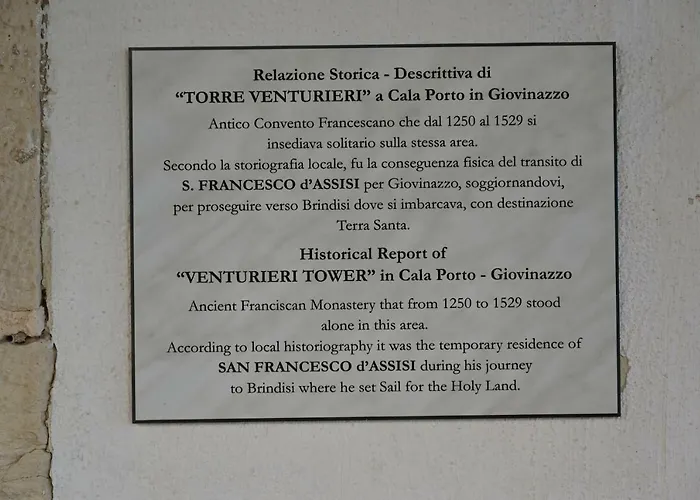 Relazione Storica - Descrittiva di
“TORRE VENTURIERI” a Cala Porto in Giovinazzo
Antico Convento Francescano che dal 1250 al 1529 si
insediava solitario sulla stessa area.
Secondo la storiografia locale, fu la conseguenza fisica del transito di
S. FRANCESCO d’ASSISI per Giovinazzo, soggiornandovi,
per proseguire verso Brindisi dove si imbarcava, con destinazione
Terra Santa.
Historical Report of
“VENTURIERI TOWER” in Cala Porto - Giovinazzo
Ancient Franciscan Monastery that from 1250 to 1529 stood
alone in this area.
According to local historiography it was the temporary residence of
SAN FRANCESCO d’ASSISI during his journey
to Brindisi where he set Sail for the Holy Land.